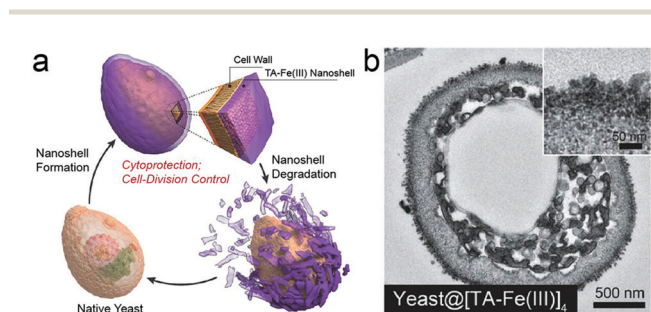 a
Cell Wall
TA-Fe(III) Nanoshell
Nanoshell
Formation
Cytoprotection;
Cell-Division Control
Nanoshell
Degradation
Native Yeast
b
50 nm
Yeast@[TA-Fe(III)]4
500 nm